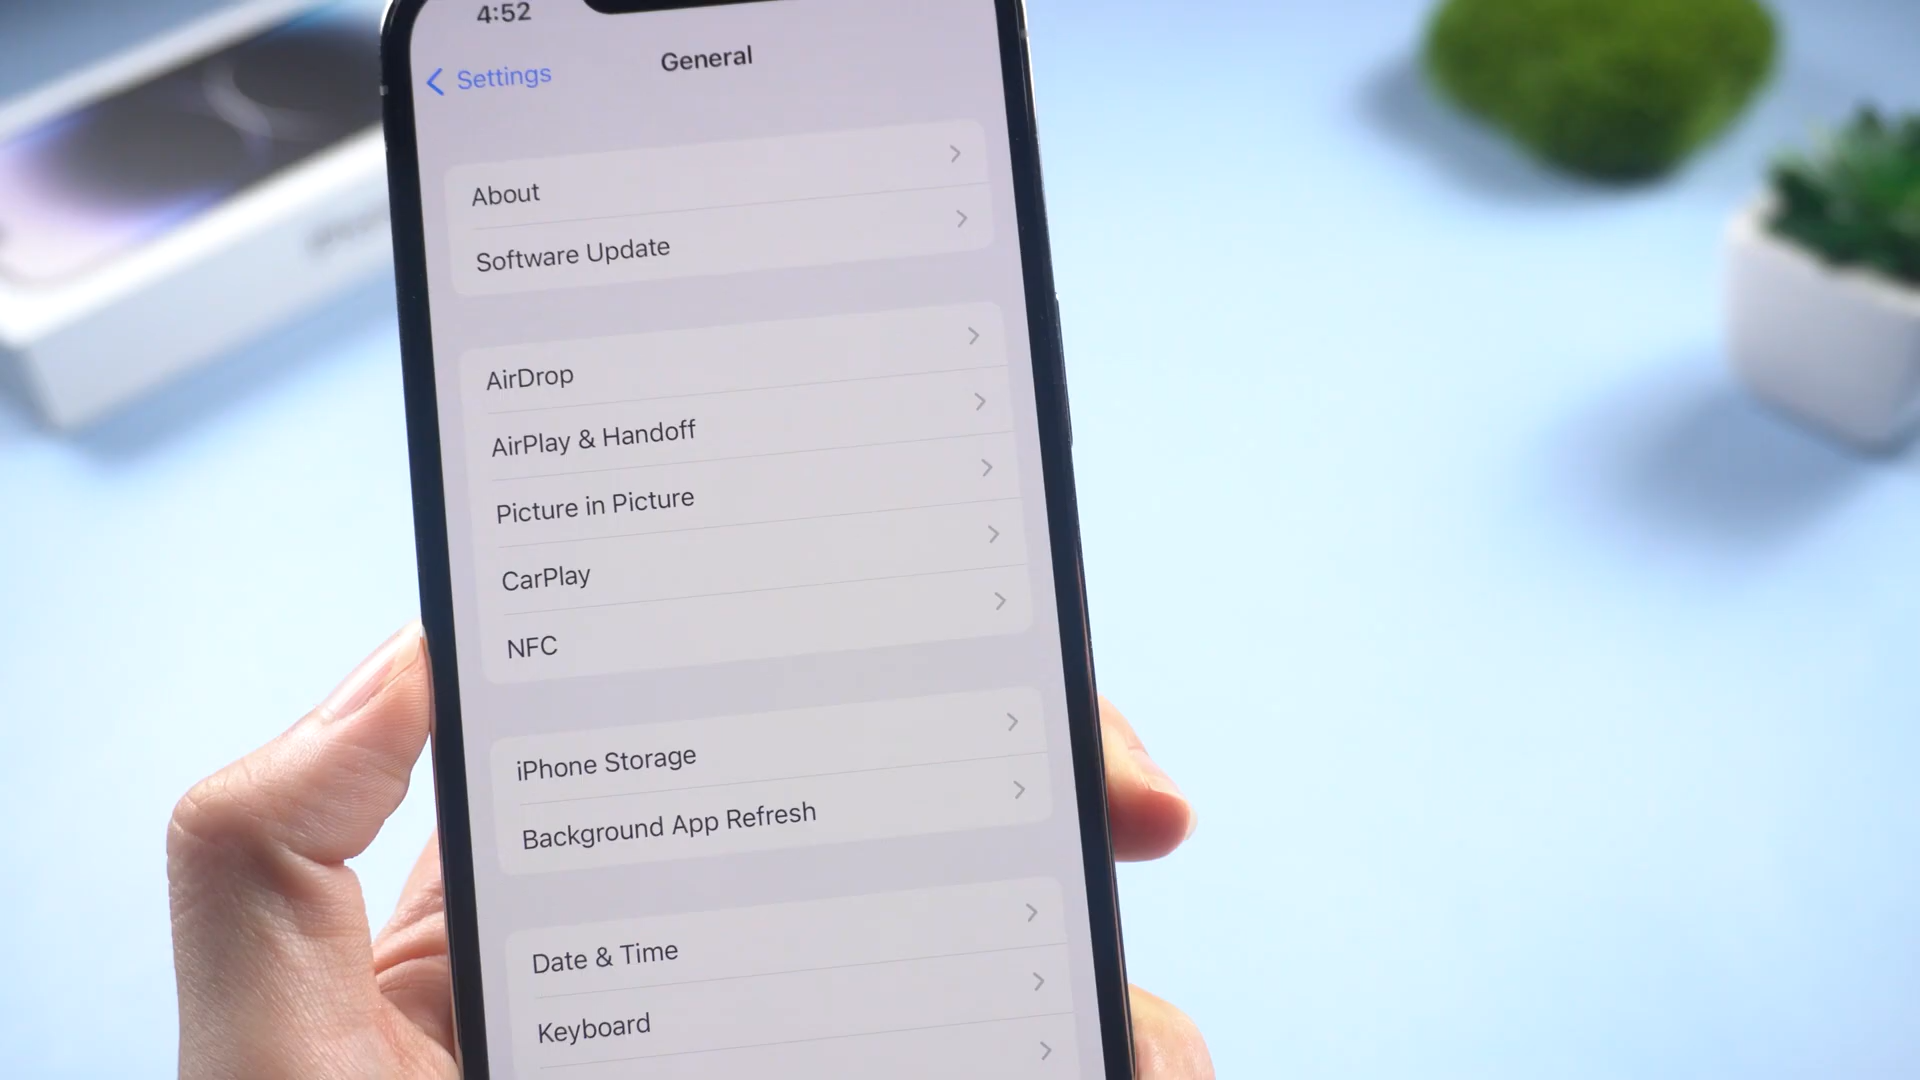 4:52
Settings
General
About
Software Update
AirDrop
AirPlay & Handoff
Picture in Picture
CarPlay
NFC
iPhone Storage
Background App Refresh
Date & Time
Keyboard